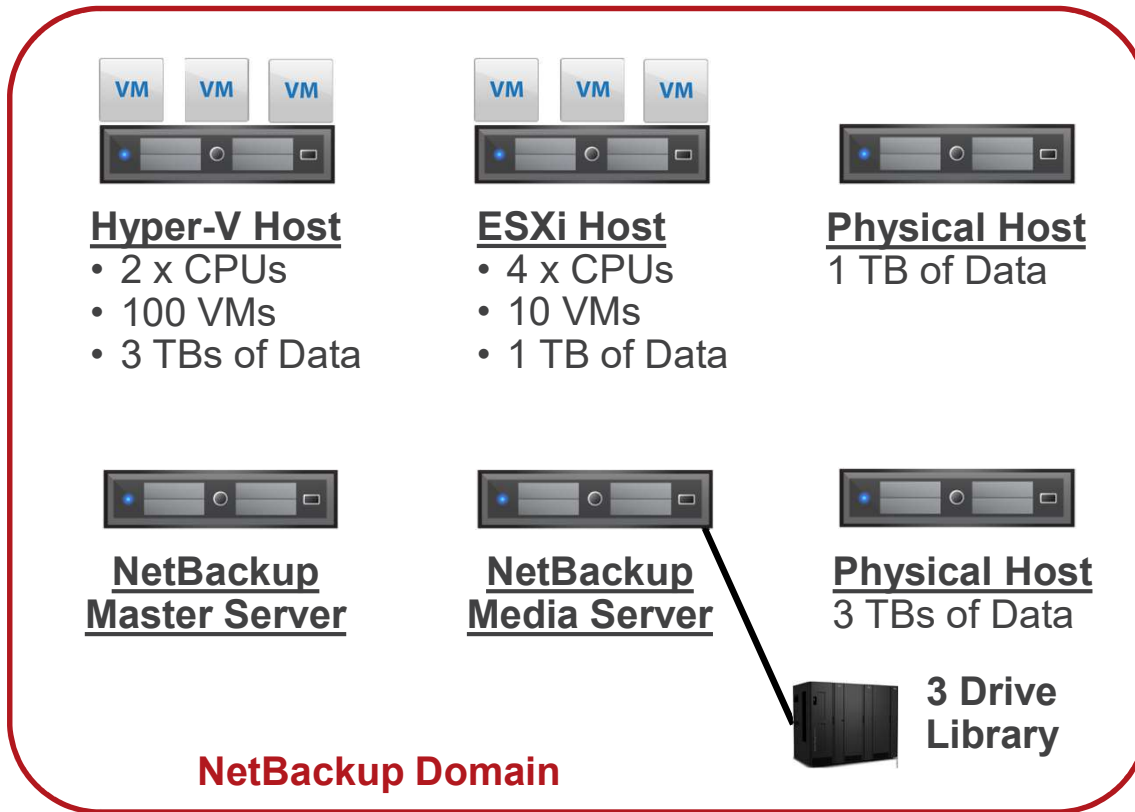 VM VM VM
VM VM VM
Hyper-V Host
• 2 x CPUs
• 100 VMs
• 3 TBs of Data
ESXi Host
• 4 x CPUs
• 10 VMs
• 1 TB of Data
Physical Host
1 TB of Data
NetBackup
Master Server
NetBackup
Media Server
Physical Host
3 TBs of Data
3 Drive
Library
NetBackup Domain